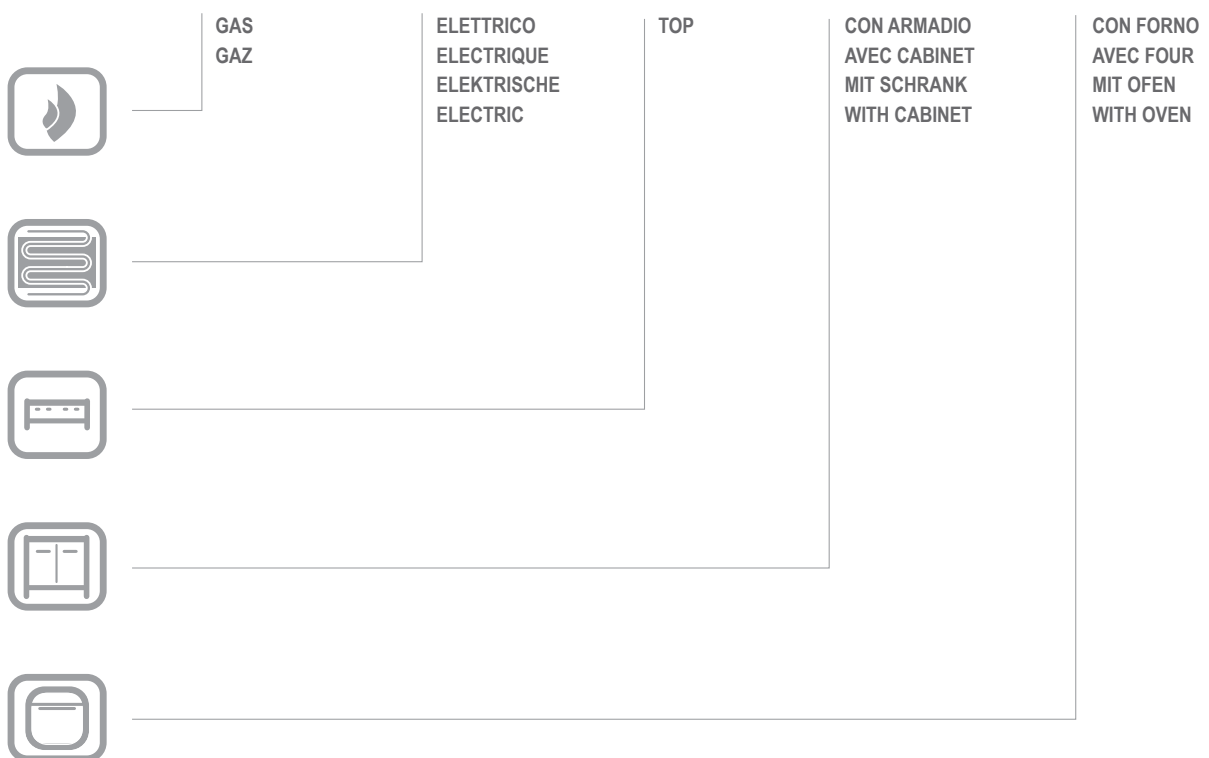 GAS
GAZ
ELETTRICO
ELECTRIQUE
ELEKTRISCHE
ELECTRIC
TOP
CON ARMADIO
AVEC CABINET
MIT SCHRANK
WITH CABINET
CON FORNO
AVEC FOUR
MIT OFEN
WITH OVEN